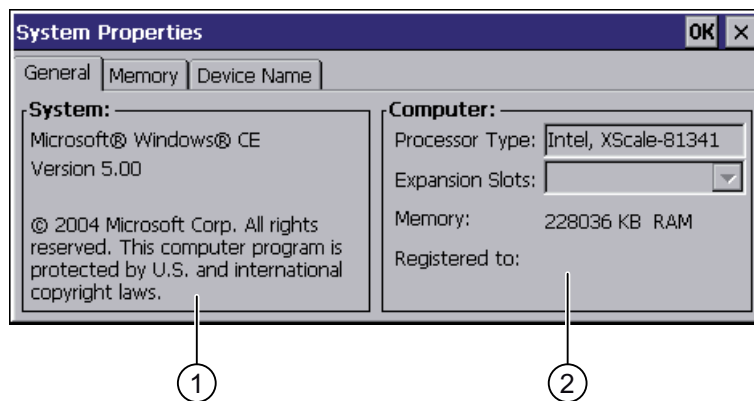 System Properties OK ×
General Memory Device Name
System:
Microsoft® Windows® CE
Version 5.00
© 2004 Microsoft Corp. All rights
reserved. This computer program is
protected by U.S. and international
copyright laws.
Computer:
Processor Type: Intel, XScale-81341
Expansion Slots:
Memory: 228036 KB RAM
Registered to:
1
2